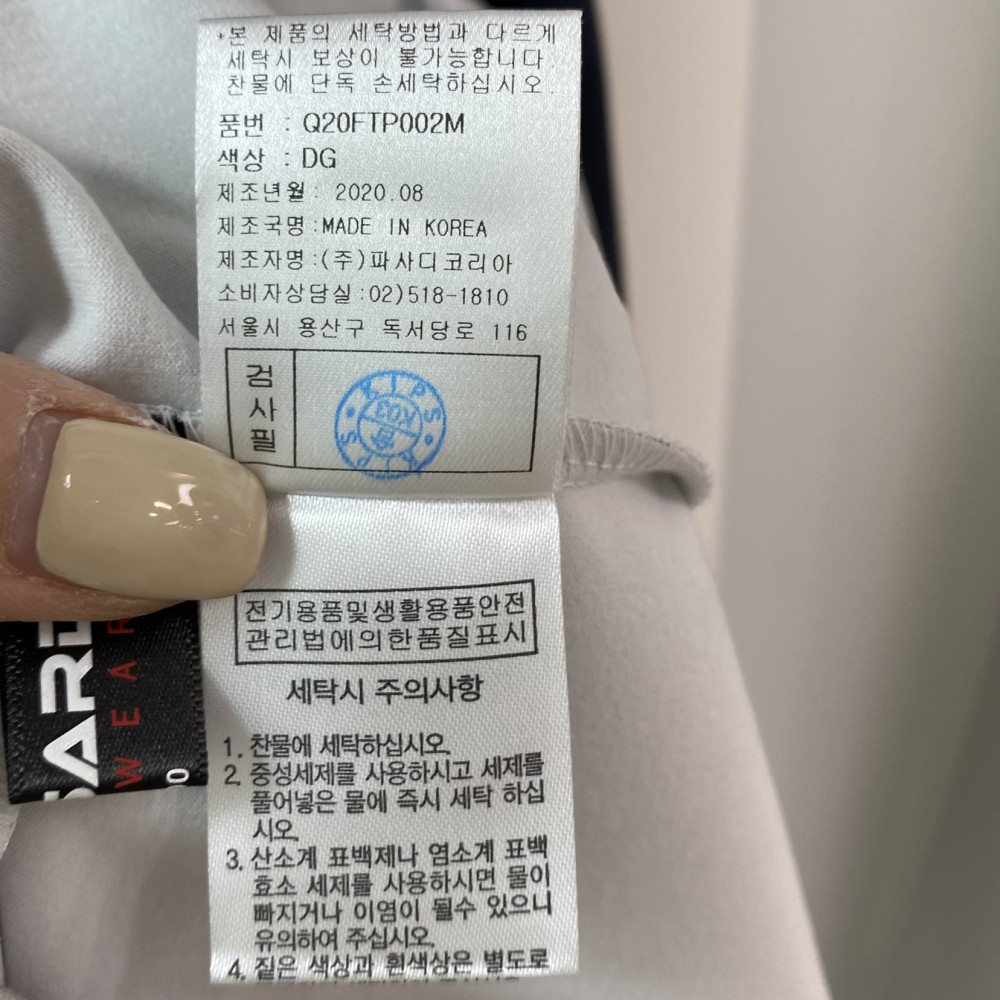 *본 제품의 세탁방법과 다르게
세탁시 보상이 불가능합니다.
찬물에 단독 손세탁하십시오.
품번 : Q20FTP002M
색상 : DG
제조년월 : 2020.08
제조국명 :MADE IN KOREA
제조자명 :(주)파사디코리아
소비자상담실 :02)518-1810
서울시 용산구 독서당로 116
검사필
KIPS
KIPS
전기용품및생활용품안전
관리법에의한품질표시
세탁시 주의사항
1. 찬물에 세탁하십시오.
2. 중성세제를 사용하시고 세제를
풀어넣은 물에 즉시 세탁 하십
시오.
3. 산소계 표백제나 염소계 표백
효소 세제를 사용하시면 물이
빠지거나 이염이 될수 있으니
유의하여 주십시오.
4. 짙은 색상과 흰색상은 별도로
WEAR